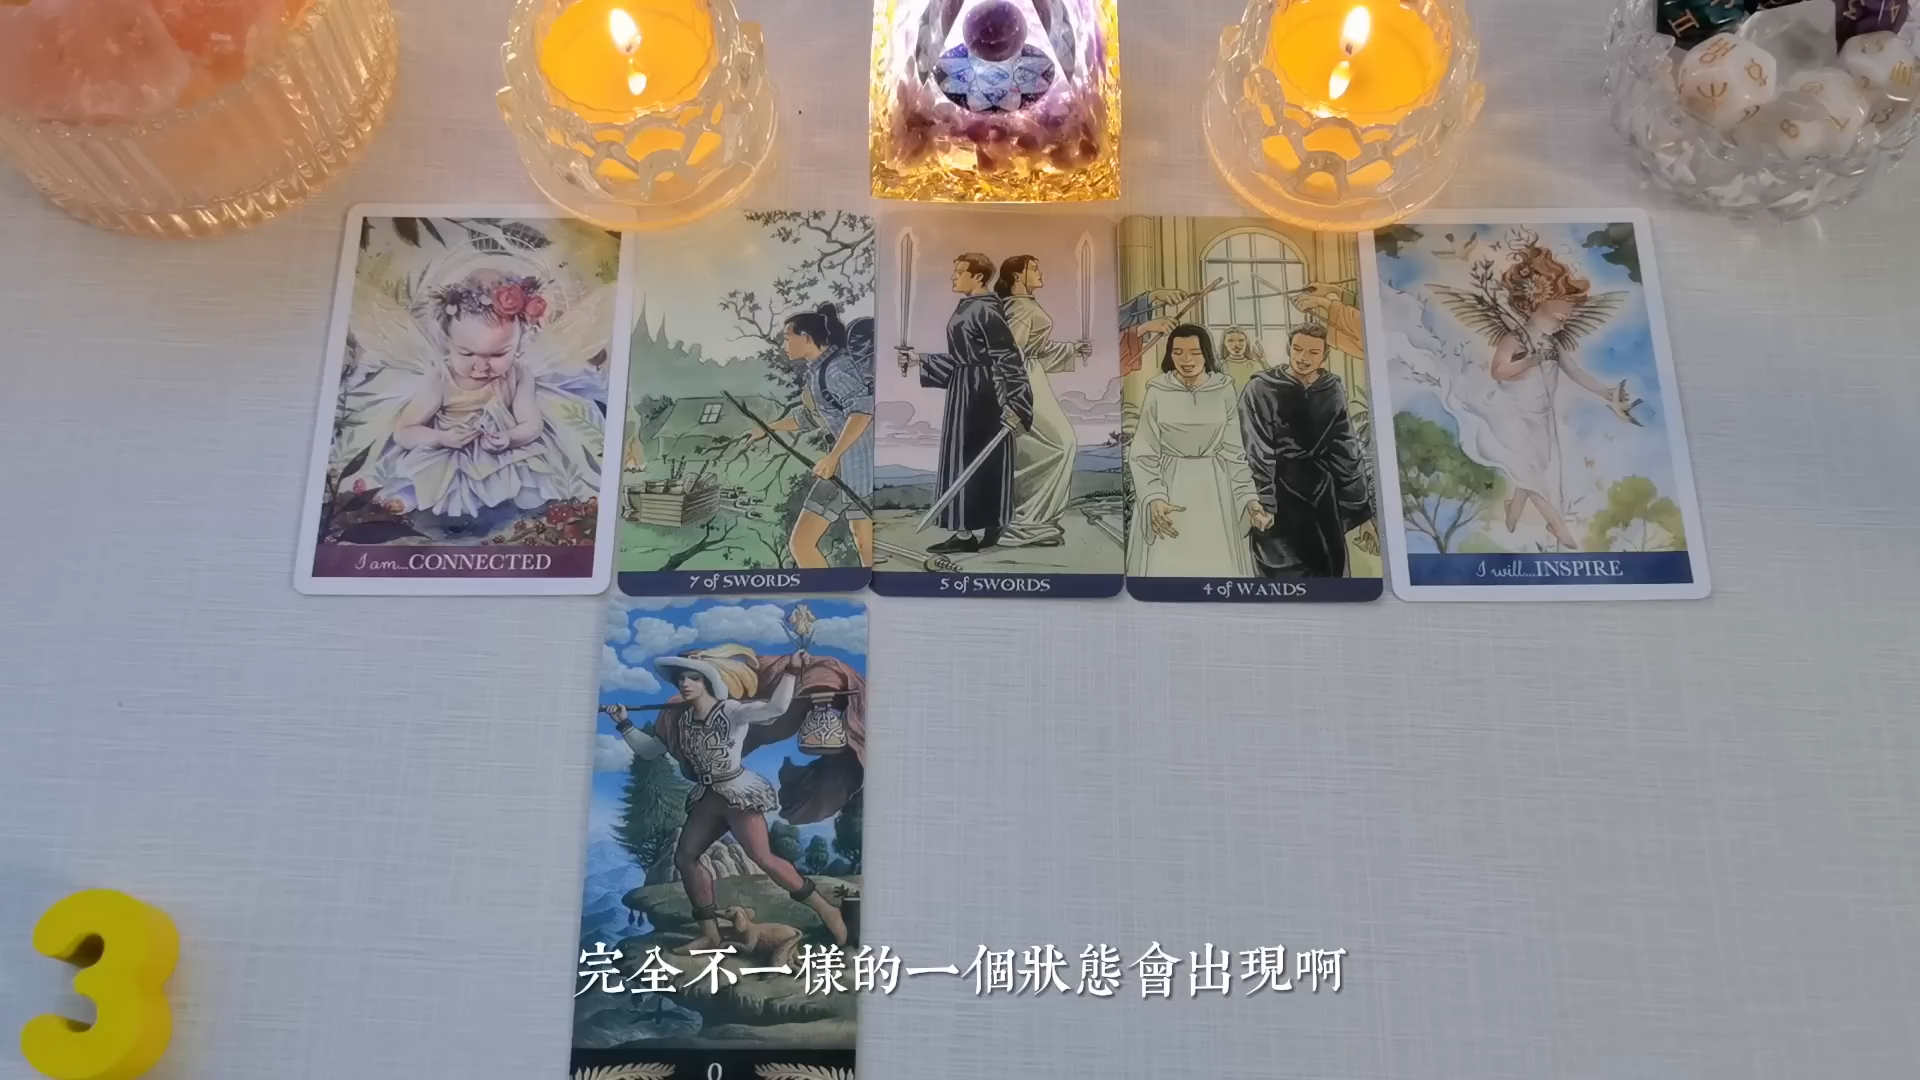 I am...CONNECTED
7 of SWORDS
5 of SWORDS
4 of WANDS
I will...INSPIRE
0
3
完全不一樣的一個狀態會出現啊